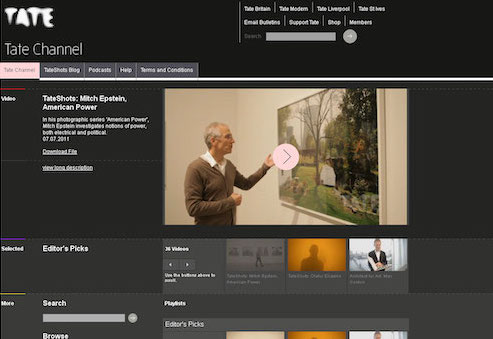 TATE
Tate Britain
Tate Modern
Tate Liverpool
Tate St Ives
Email Bulletins
Support Tate
Shop
Members
Search
Tate Channel
Tate Channel
TateShots Blog
Podcasts
Help
Terms and Conditions
Video
TateShots: Mitch Epstein,
American Power
In his photographic series 'American Power',
Mitch Epstein investigates notions of power,
both electrical and political.
07.07.2011
Download File
view long description
Selected
Editor's Picks
36 Videos
Use the buttons above to
scroll.
TateShots: Mitch Epstein,
American Power
More
Search
Playlists
Editor's Picks
Browse